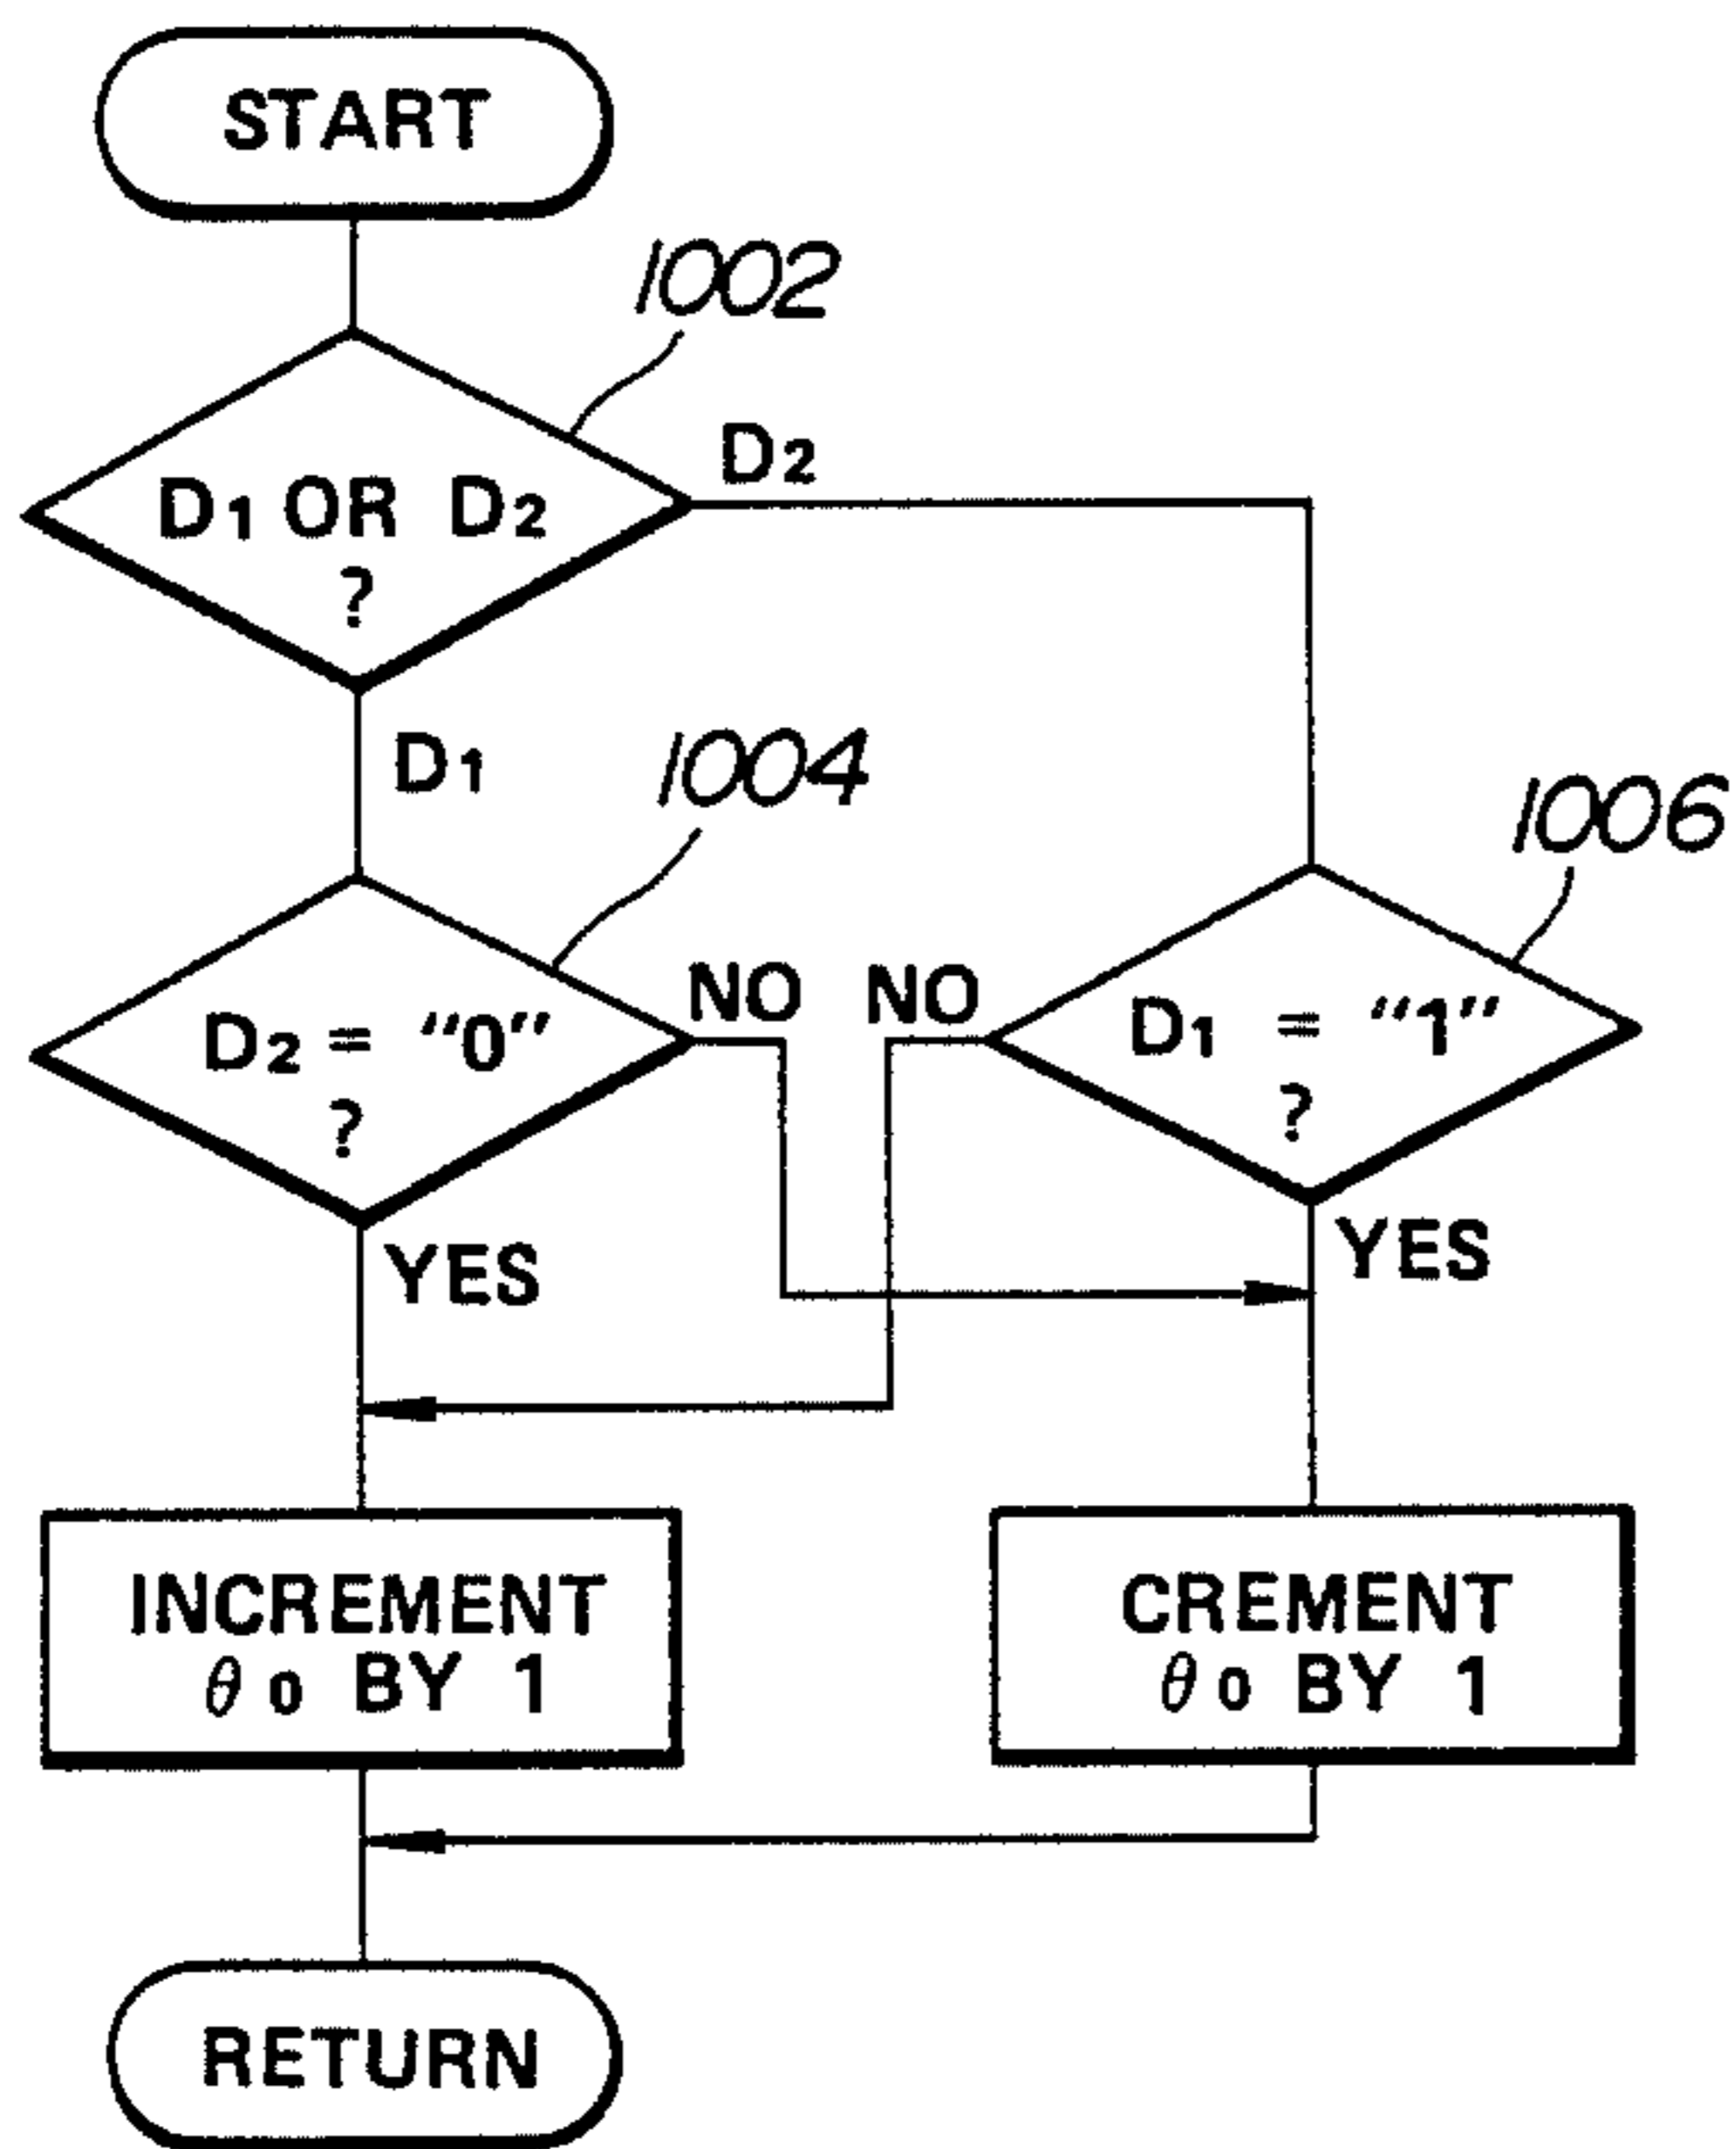 START
1002
D1 OR D2
?
D2
D1
1004
1006
D2 = "0"
?
NO
NO
D1 = "1"
?
YES
YES
INCREMENT
θ0 BY 1
CREMENT
θ0 BY 1
RETURN